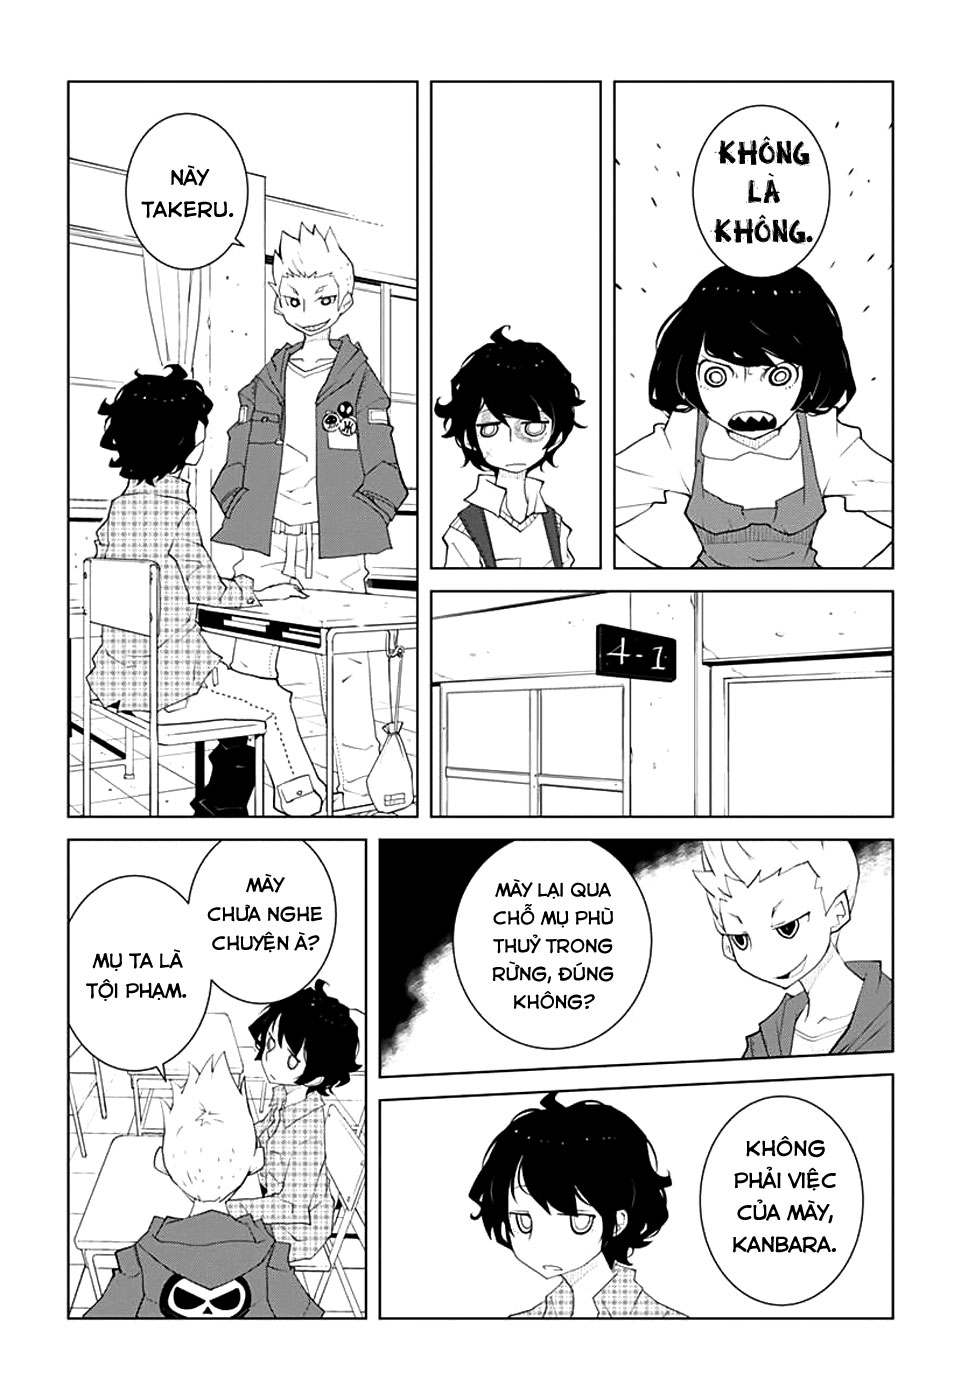 KHÔNG
LÀ
KHÔNG.
4-1
NÀY
TAKERU.
MÀY LẠI QUA
CHỖ MỤ PHÙ
THUỶ TRONG
RỪNG, ĐÚNG
KHÔNG?
KHÔNG
PHẢI VIỆC
CỦA MÀY,
KANBARA.
MÀY
CHƯA NGHE
CHUYỆN À?
MỤ TA LÀ
TỘI PHẠM.